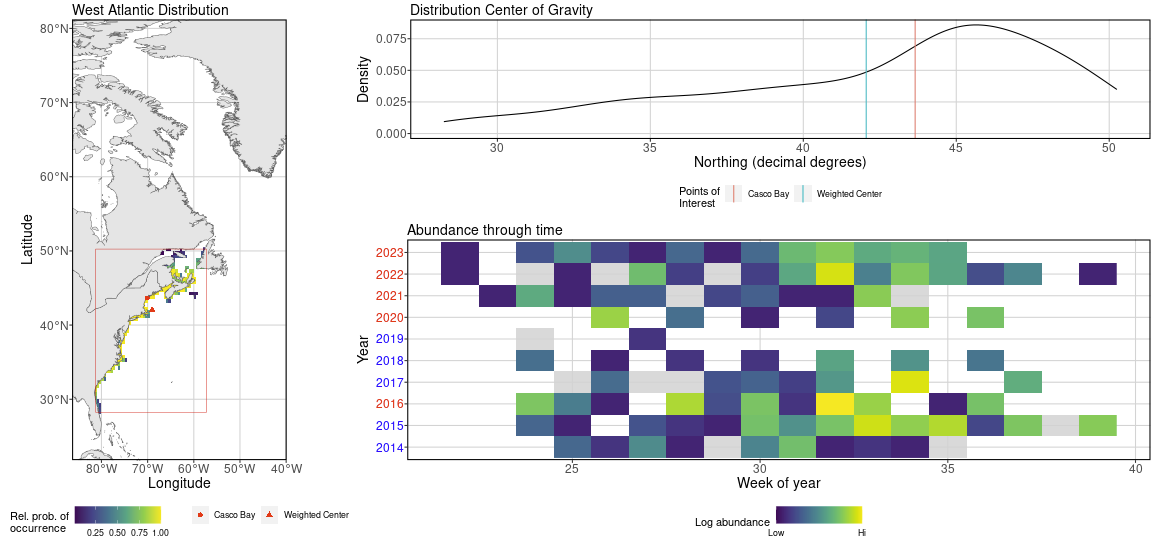 West Atlantic Distribution
80°N
70°N
60°N
50°N
40°N
30°N
Latitude
80°W 70°W 60°W 50°W 40°W
Longitude
Rel. prob. of
occurrence
0.25 0.50 0.75 1.00
Casco Bay
Weighted Center
Distribution Center of Gravity
0.075
0.050
0.025
0.000
Density
30 35 40 45 50
Northing (decimal degrees)
Points of
Interest
Casco Bay
Weighted Center
Abundance through time
2023
2022
2021
2020
2019
2018
2017
2016
2015
2014
Year
25 30 35 40
Week of year
Log abundance
Low Hi